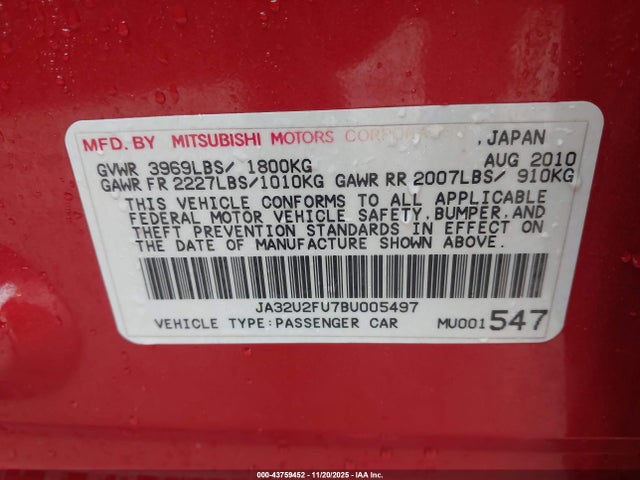 MFD. BY MITSUBISHI MOTORS CORPORATION, JAPAN
GVWR 3969LBS/ 1800KG AUG 2010
GAWR FR 2227LBS/1010KG GAWR RR 2007LBS/ 910KG
THIS VEHICLE CONFORMS TO ALL APPLICABLE
FEDERAL MOTOR VEHICLE SAFETY, BUMPER, AND
THEFT PREVENTION STANDARDS IN EFFECT ON
THE DATE OF MANUFACTURE SHOWN ABOVE.
JA32U2FU7BU005497
VEHICLE TYPE:PASSENGER CAR MU001547
000-43759452 - 11/20/2025 - IAA Inc.